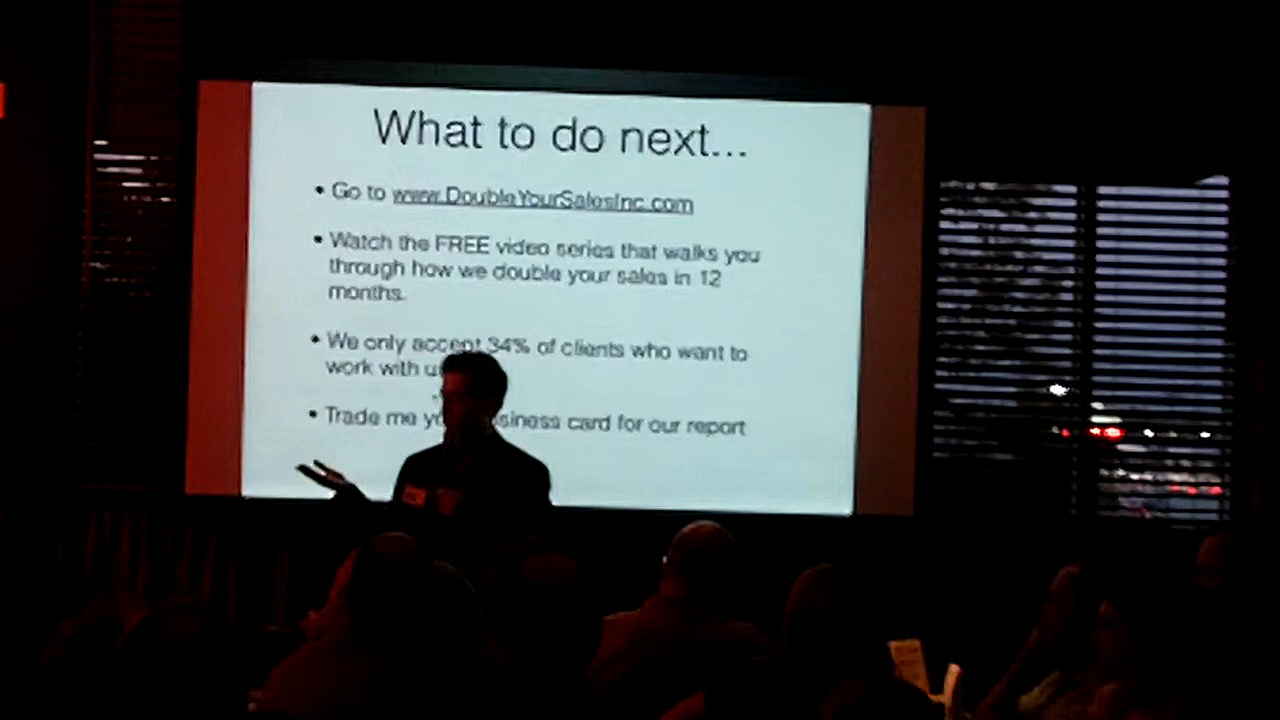 What to do next...
• Go to www.DoubleYourSalesInc.com
• Watch the FREE video series that walks you
through how we double your sales in 12
months.
• We only accept 34% of clients who want to
work with us
• Trade me your business card for our report